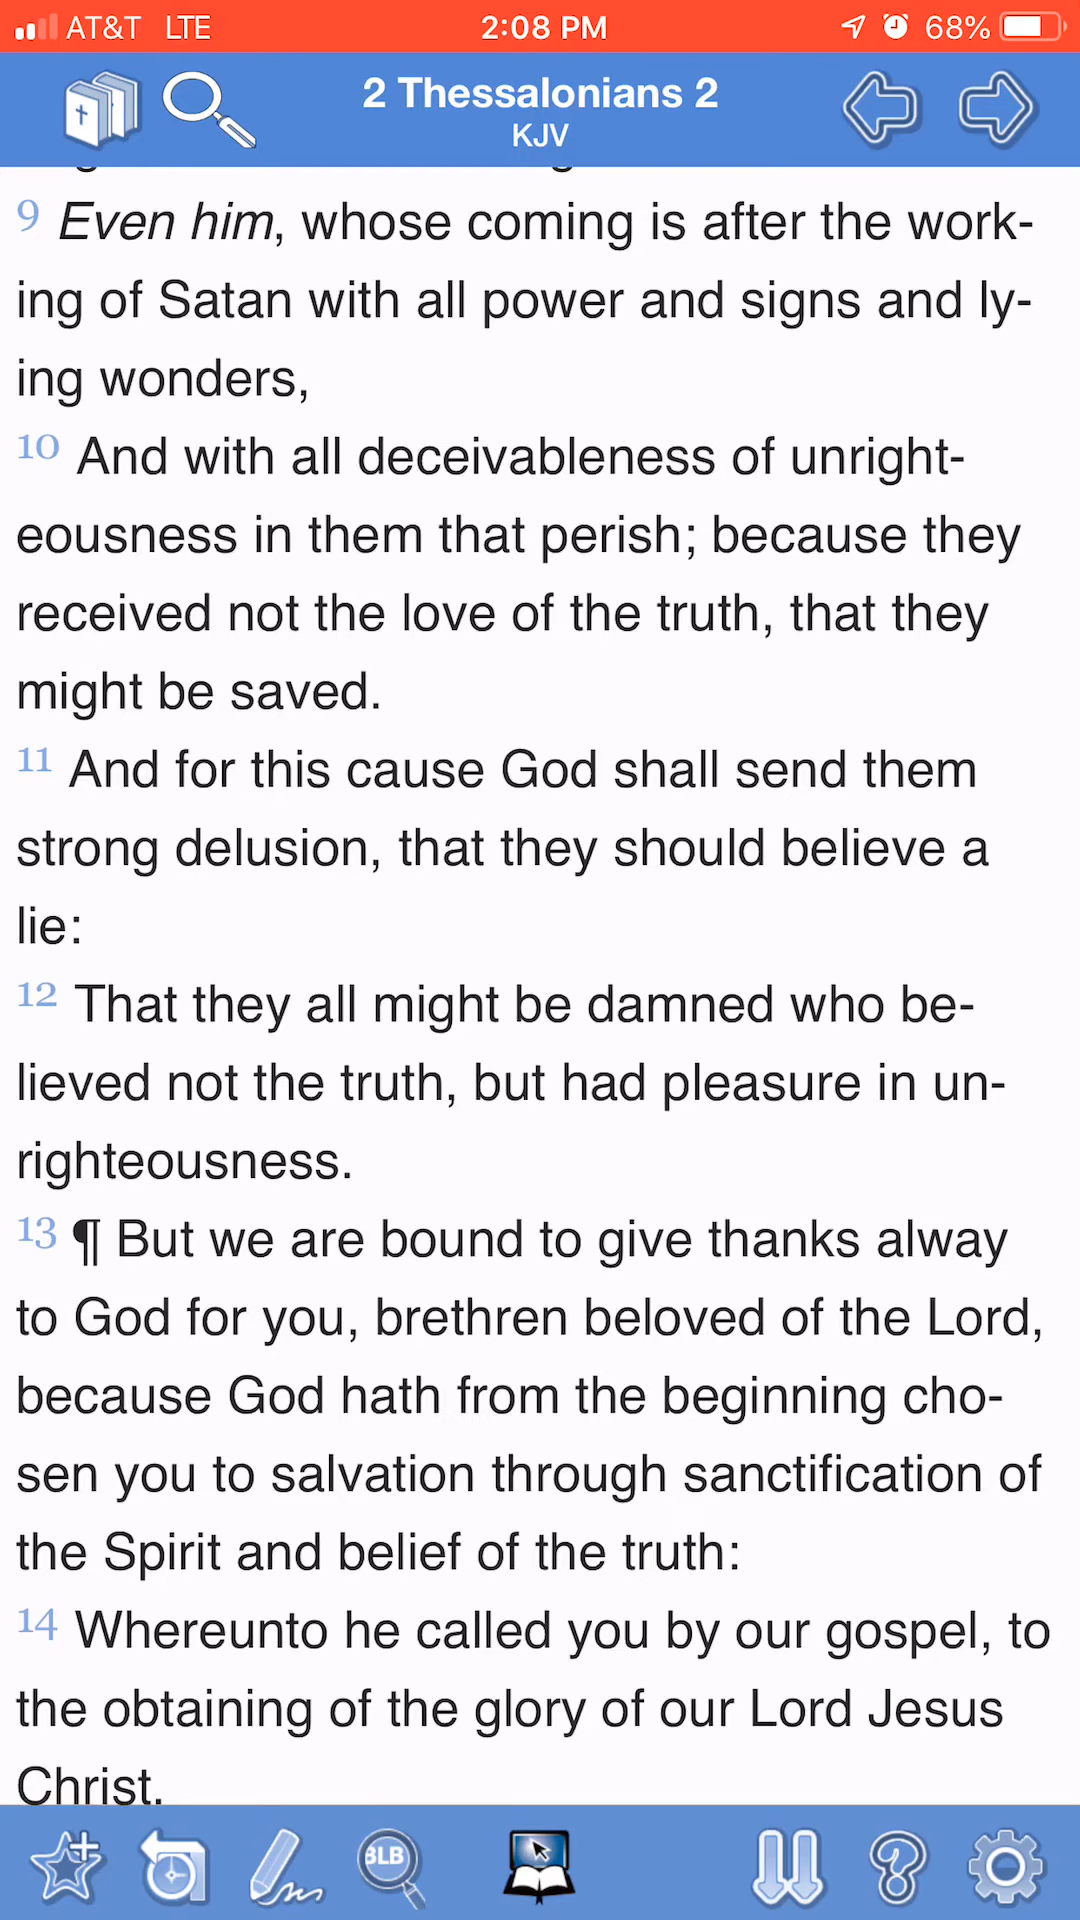 AT&T LTE 2:08 PM 68%
2 Thessalonians 2
KJV
9 Even him, whose coming is after the work-
ing of Satan with all power and signs and ly-
ing wonders,
10 And with all deceivableness of unright-
eousness in them that perish; because they
received not the love of the truth, that they
might be saved.
11 And for this cause God shall send them
strong delusion, that they should believe a
lie:
12 That they all might be damned who be-
lieved not the truth, but had pleasure in un-
righteousness.
13 ¶ But we are bound to give thanks alway
to God for you, brethren beloved of the Lord,
because God hath from the beginning cho-
sen you to salvation through sanctification of
the Spirit and belief of the truth:
14 Whereunto he called you by our gospel, to
the obtaining of the glory of our Lord Jesus
Christ.
BLB